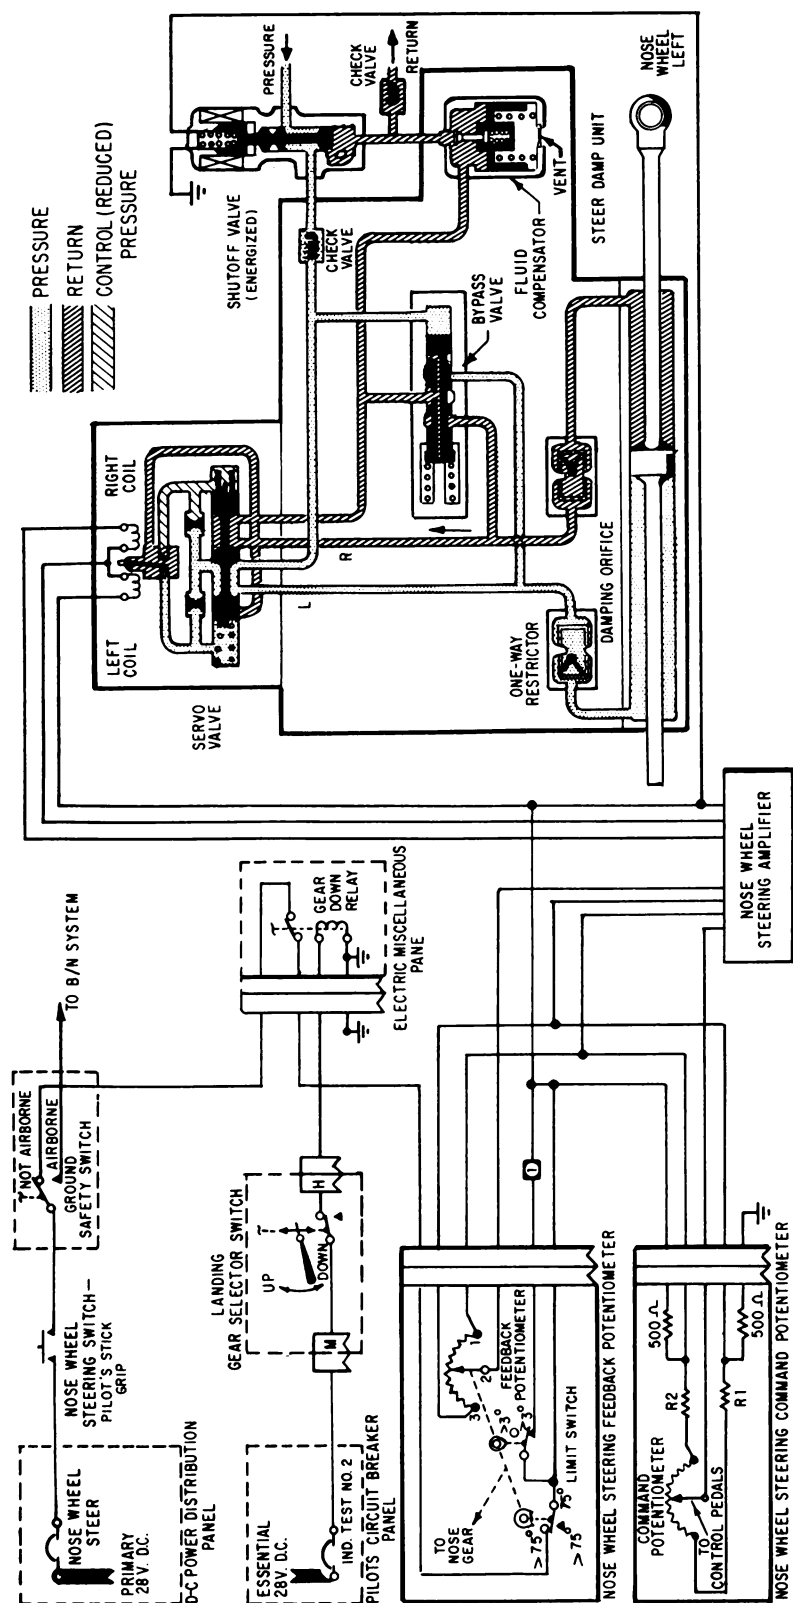 PRESSURE
RETURN
CONTROL (REDUCED)
PRESSURE
PRESSURE
CHECK
VALVE
RETURN
SHUTOFF VALVE
(ENERGIZED)
CHECK
VALVE
VENT
FLUID
COMPENSATOR
STEER DAMP UNIT
NOSE
WHEEL
LEFT
BYPASS
VALVE
RIGHT
COIL
LEFT
COIL
SERVO
VALVE
L
R
ONE-WAY
RESTRICTOR
DAMPING ORIFICE
NOSE WHEEL
STEERING AMPLIFIER
TO B/N SYSTEM
NOT AIRBORNE
AIRBORNE
GROUND
SAFETY SWITCH
NOSE WHEEL
STEERING SWITCH—
PILOT'S STICK
GRIP
NOSE WHEEL
STEER
PRIMARY
28 V. D.C.
D-C POWER DISTRIBUTION
PANEL
GEAR
DOWN
RELAY
ELECTRIC MISCELLANEOUS
PANE
LANDING
GEAR SELECTOR SWITCH
UP
DOWN
H
M
ESSENTIAL
28V. D.C.
IND. TEST NO. 2
PILOTS CIRCUIT BREAKER
PANEL
1
1
2
3
FEEDBACK
POTENTIOMETER
>3°
>3°
LIMIT SWITCH
75°
>75°
>75°
TO
NOSE
GEAR
NOSE WHEEL STEERING FEEDBACK POTENTIOMETER
500 Ω
500 Ω
R2
R1
COMMAND
POTENTIOMETER
TO
CONTROL PEDALS
NOSE WHEEL STEERING COMMAND POTENTIOMETER